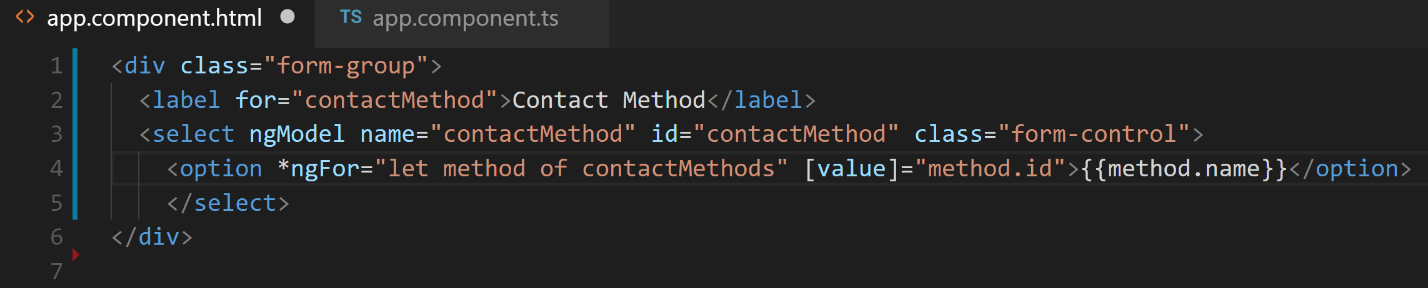 <> app.component.html ● TS app.component.ts
1 <div class="form-group">
2 <label for="contactMethod">Contact Method</label>
3 <select ngModel name="contactMethod" id="contactMethod" class="form-control">
4 <option *ngFor="let method of contactMethods" [value]="method.id">{{method.name}}</option>
5 </select>
6 </div>
7